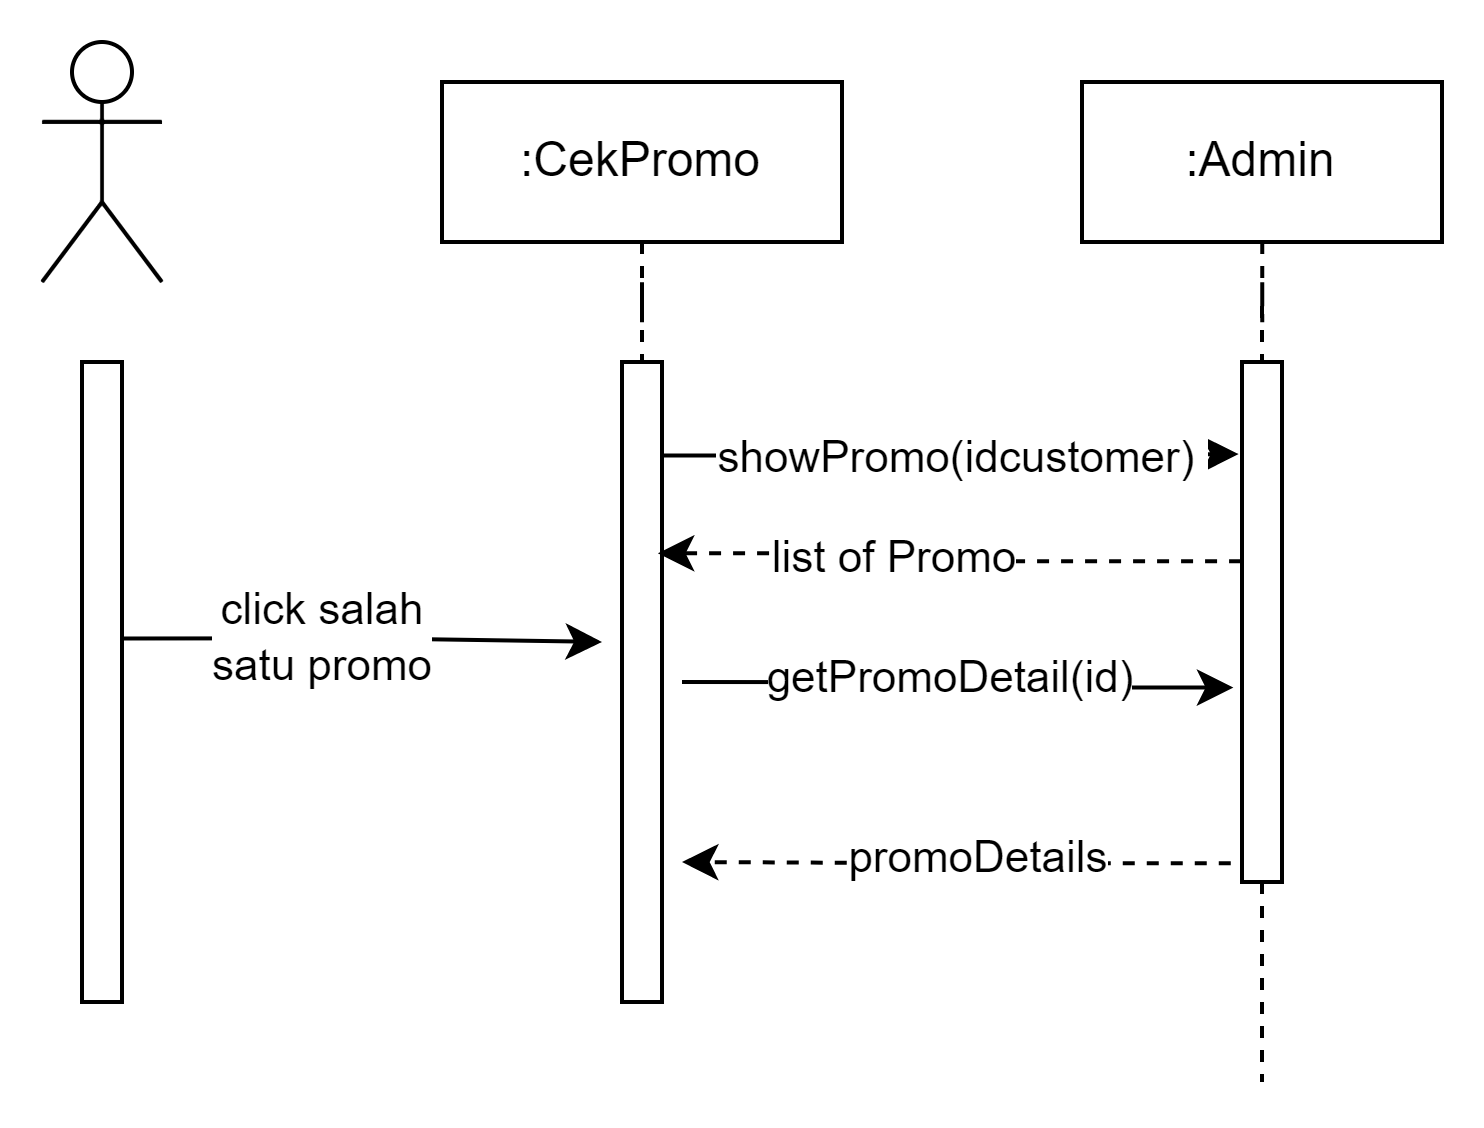 :CekPromo
:Admin
showPromo(idcustomer)
list of Promo
click salah
satu promo
getPromoDetail(id)
promoDetails